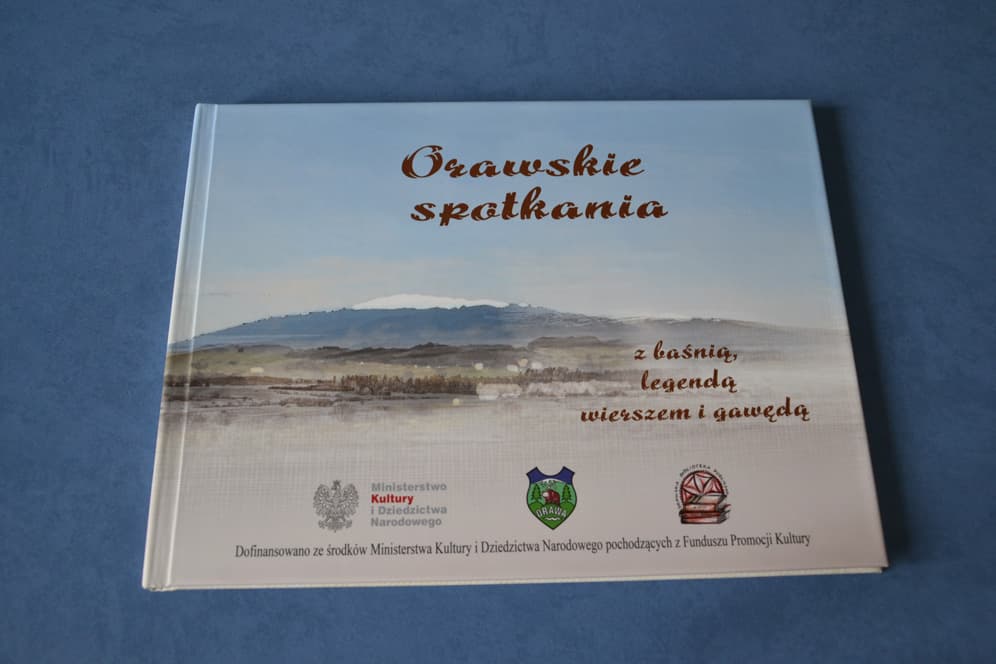 Orawskie
spotkania
z baśnią,
legendą
wierszem i gawędą
Ministerstwo
Kultury
i Dziedzictwa
Narodowego
ORAWA
BIBLIOTEKA
Dofinansowano ze środków Ministerstwa Kultury i Dziedzictwa Narodowego pochodzących z Funduszu Promocji Kultury